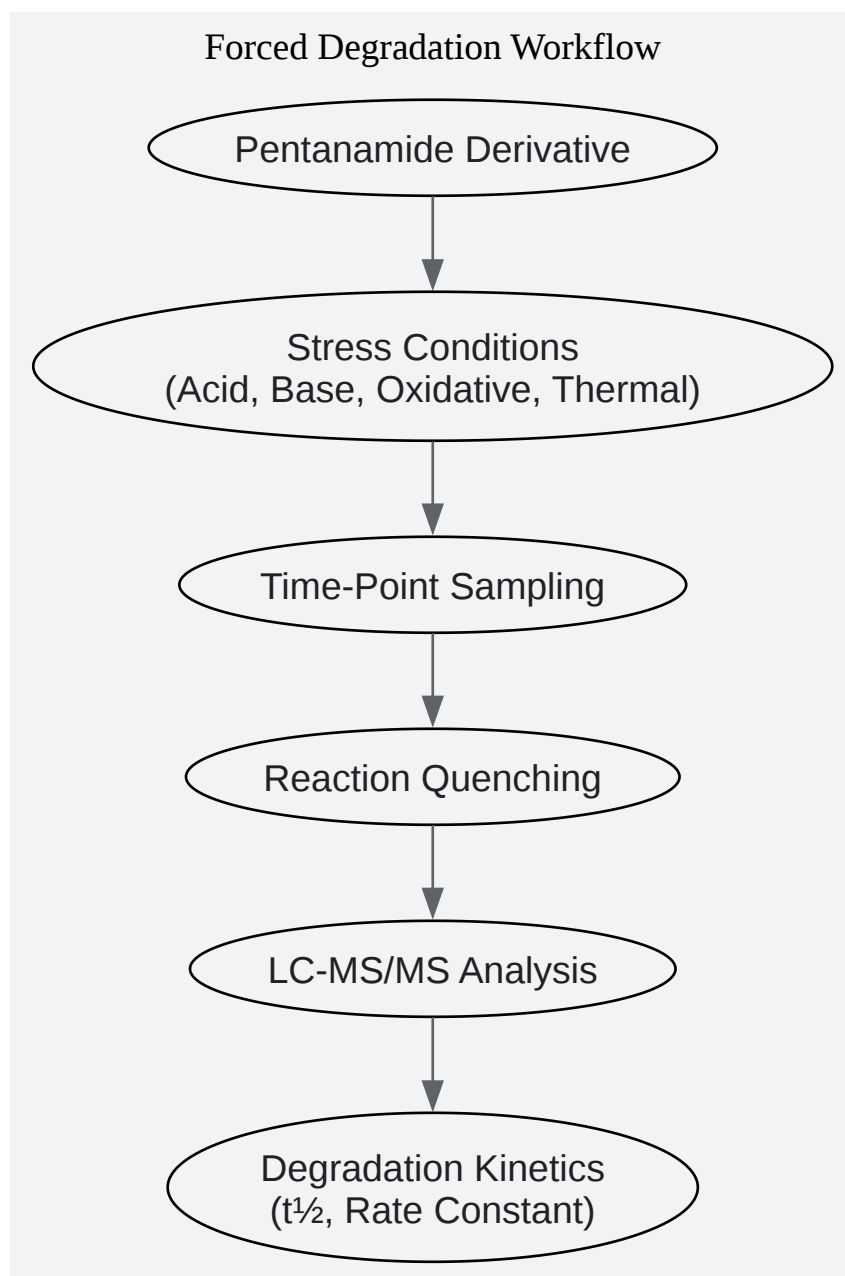 Forced Degradation Workflow
Pentanamide Derivative
Stress Conditions
(Acid, Base, Oxidative, Thermal)
Time-Point Sampling
Reaction Quenching
LC-MS/MS Analysis
Degradation Kinetics
(t½, Rate Constant)